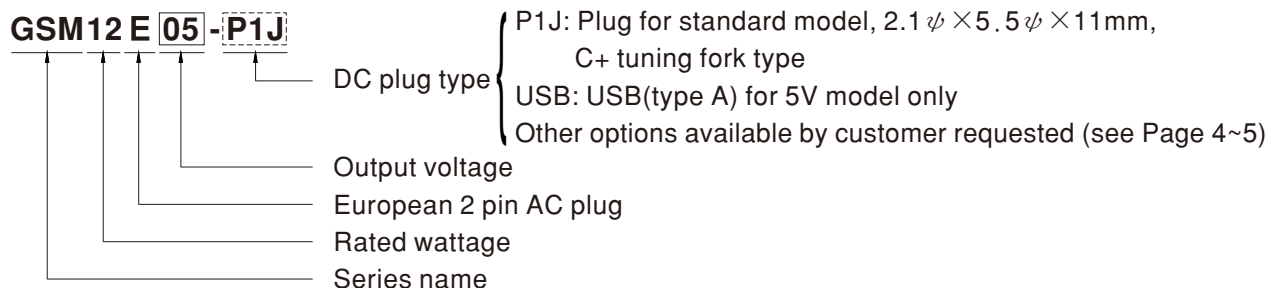 GSM12E05-P1J
P1J: Plug for standard model, 2.1ψ×5.5ψ×11mm,
C+ tuning fork type
DC plug type
USB: USB(type A) for 5V model only
Other options available by customer requested (see Page 4~5)
Output voltage
European 2 pin AC plug
Rated wattage
Series name